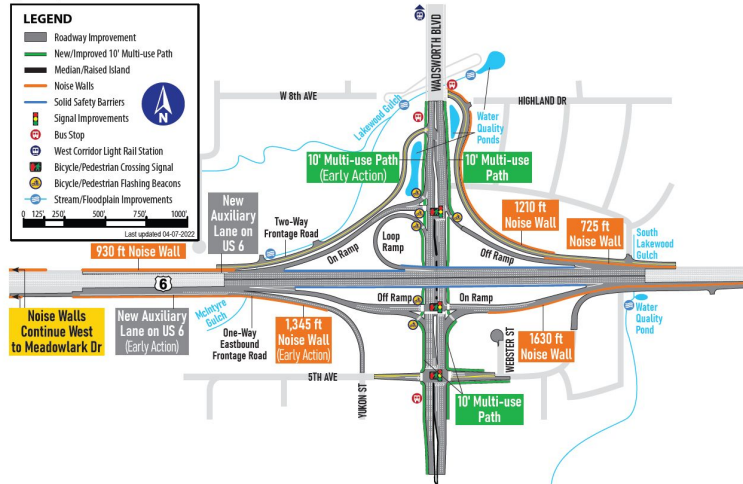 LEGEND
Roadway Improvement
New/Improved 10' Multi-use Path
Median/Raised Island
Noise Walls
Solid Safety Barriers
Signal Improvements
Bus Stop
West Corridor Light Rail Station
Bicycle/Pedestrian Crossing Signal
Bicycle/Pedestrian Flashing Beacons
Stream/Floodplain Improvements
0 125' 250' 500' 1000'
Last updated 04-07-2022
N
WADSWORTH BLVD
W 8th AVE
HIGHLAND DR
Lakewood Gulch
Water
Quality
Ponds
10' Multi-use Path
(Early Action)
10' Multi-use
Path
New
Auxiliary
Lane on
US 6
Two-Way
Frontage Road
On Ramp
Loop
Ramp
Off Ramp
1210 ft
Noise Wall
725 ft
Noise Wall
South
Lakewood
Gulch
930 ft Noise Wall
6
Noise Walls
Continue West
to Meadowlark Dr
New Auxiliary
Lane on US 6
(Early Action)
McIntyre
Gulch
One-Way
Eastbound
Frontage Road
1,345 ft
Noise Wall
(Early Action)
Off Ramp
On Ramp
1630 ft
Noise Wall
Water
Quality
Pond
WEBSTER ST
5TH AVE
YUKON ST
10' Multi-use
Path